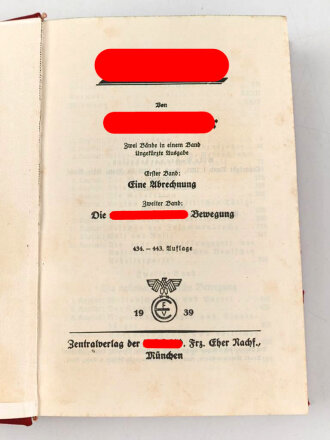 Von
Zwei Bände in einem Band
Ungekürzte Ausgabe
Erster Band:
Eine Abrechnung
Zweiter Band:
Die Bewegung
434. – 443. Auflage
19 39
Zentralverlag der . Frz. Eher Nachf.,
München